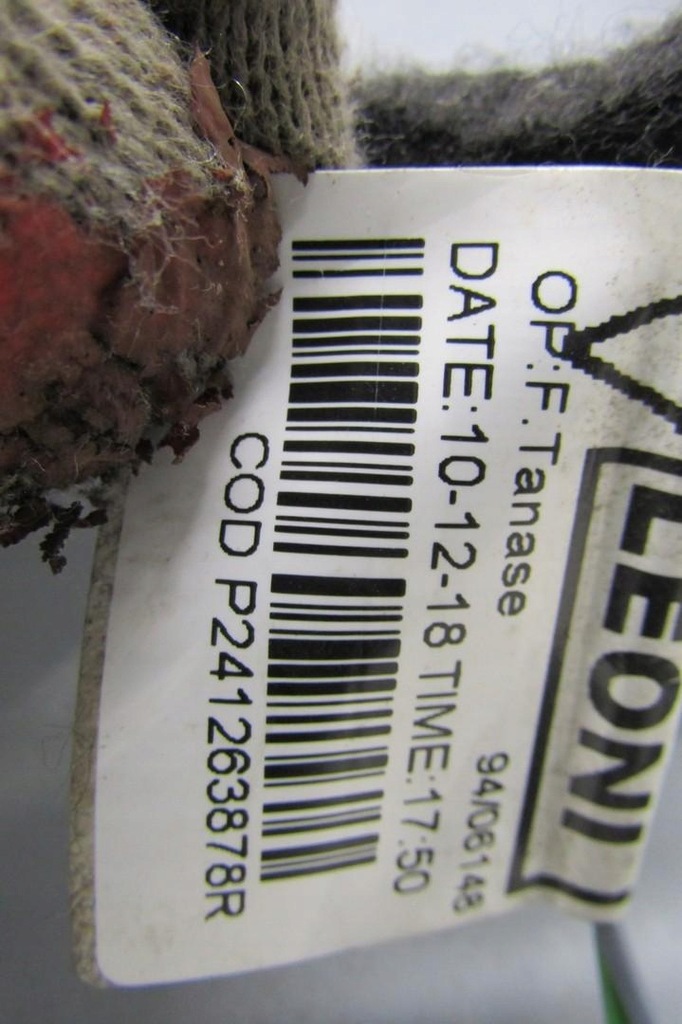 LEONI
OP:F.Tanase
94/06148
DATE:10-12-18 TIME:17:50
COD P241263878R